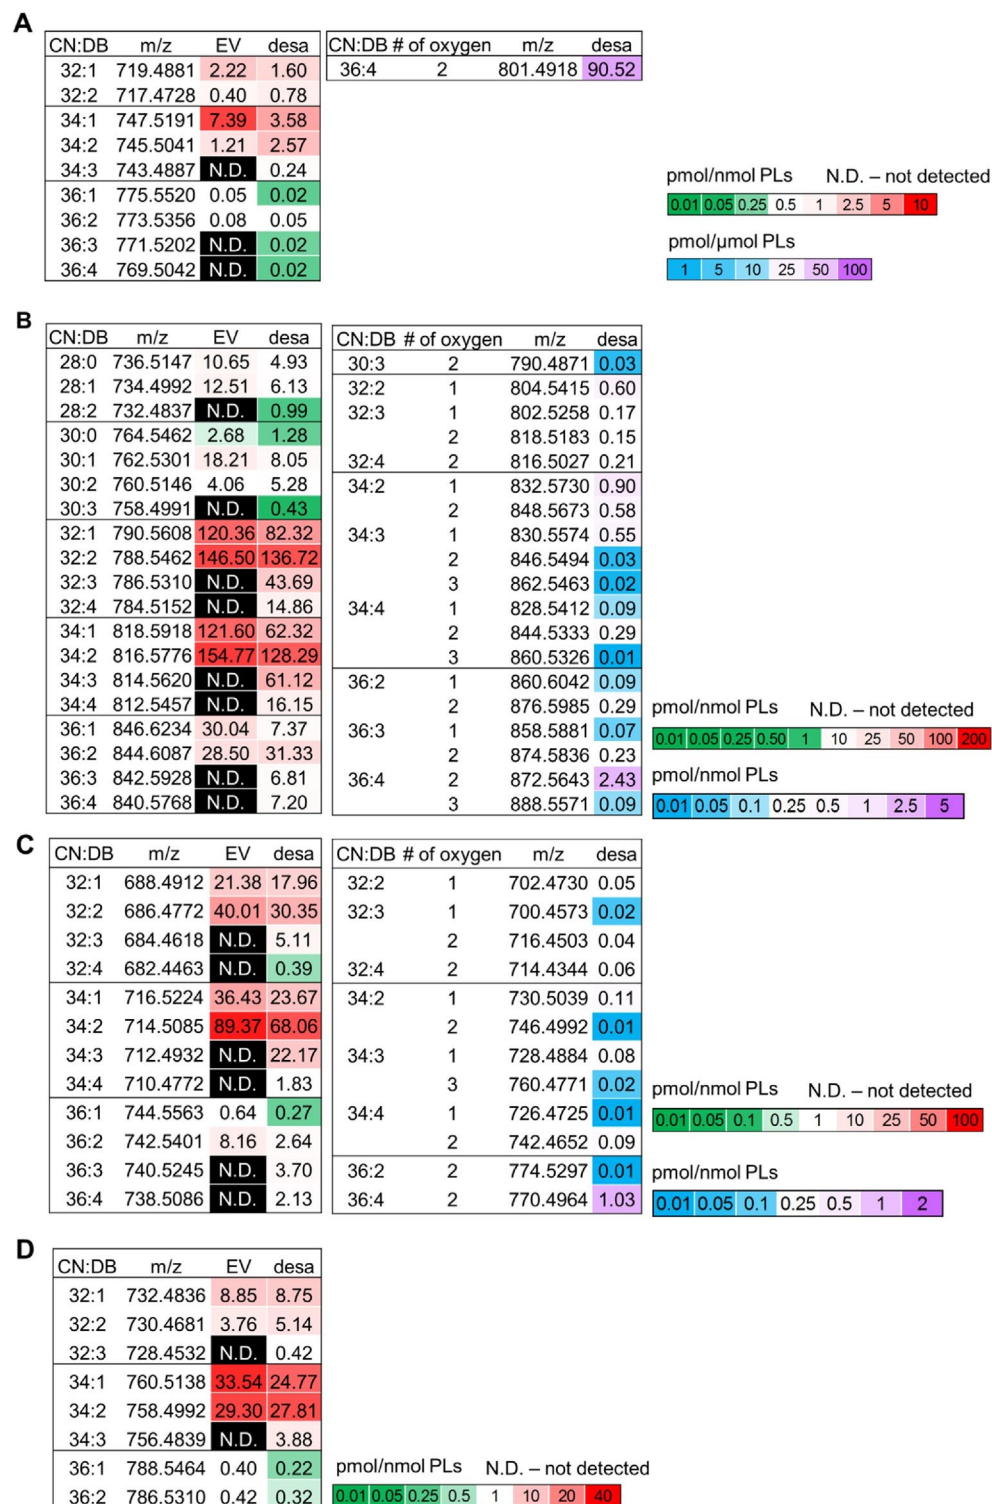 A
CN:DB m/z EV desa
32:1 719.4881 2.22 1.60
32:2 717.4728 0.40 0.78
34:1 747.5191 7.39 3.58
34:2 745.5041 1.21 2.57
34:3 743.4887 N.D. 0.24
36:1 775.5520 0.05 0.02
36:2 773.5356 0.08 0.05
36:3 771.5202 N.D. 0.02
36:4 769.5042 N.D. 0.02
CN:DB # of oxygen m/z desa
36:4 2 801.4918 90.52
pmol/nmol PLs N.D. – not detected
0.01 0.05 0.25 0.5 1 2.5 5 10
pmol/µmol PLs
1 5 10 25 50 100
B
CN:DB m/z EV desa
28:0 736.5147 10.65 4.93
28:1 734.4992 12.51 6.13
28:2 732.4837 N.D. 0.99
30:0 764.5462 2.68 1.28
30:1 762.5301 18.21 8.05
30:2 760.5146 4.06 5.28
30:3 758.4991 N.D. 0.43
32:1 790.5608 120.36 82.32
32:2 788.5462 146.50 136.72
32:3 786.5310 N.D. 43.69
32:4 784.5152 N.D. 14.86
34:1 818.5918 121.60 62.32
34:2 816.5776 154.77 128.29
34:3 814.5620 N.D. 61.12
34:4 812.5457 N.D. 16.15
36:1 846.6234 30.04 7.37
36:2 844.6087 28.50 31.33
36:3 842.5928 N.D. 6.81
36:4 840.5768 N.D. 7.20
CN:DB # of oxygen m/z desa
30:3 2 790.4871 0.03
32:2 1 804.5415 0.60
32:3 1 802.5258 0.17
2 818.5183 0.15
32:4 2 816.5027 0.21
34:2 1 832.5730 0.90
2 848.5673 0.58
34:3 1 830.5574 0.55
2 846.5494 0.03
3 862.5463 0.02
34:4 1 828.5412 0.09
2 844.5333 0.29
3 860.5326 0.01
36:2 1 860.6042 0.09
2 876.5985 0.29
36:3 1 858.5881 0.07
2 874.5836 0.23
36:4 2 872.5643 2.43
3 888.5571 0.09
pmol/nmol PLs N.D. – not detected
0.01 0.05 0.25 0.50 1 10 25 50 100 200
pmol/nmol PLs
0.01 0.05 0.1 0.25 0.5 1 2.5 5
C
CN:DB m/z EV desa
32:1 688.4912 21.38 17.96
32:2 686.4772 40.01 30.35
32:3 684.4618 N.D. 5.11
32:4 682.4463 N.D. 0.39
34:1 716.5224 36.43 23.67
34:2 714.5085 89.37 68.06
34:3 712.4932 N.D. 22.17
34:4 710.4772 N.D. 1.83
36:1 744.5563 0.64 0.27
36:2 742.5401 8.16 2.64
36:3 740.5245 N.D. 3.70
36:4 738.5086 N.D. 2.13
CN:DB # of oxygen m/z desa
32:2 1 702.4730 0.05
32:3 1 700.4573 0.02
2 716.4503 0.04
32:4 2 714.4344 0.06
34:2 1 730.5039 0.11
2 746.4992 0.01
34:3 1 728.4884 0.08
3 760.4771 0.02
34:4 1 726.4725 0.01
2 742.4652 0.09
36:2 2 774.5297 0.01
36:4 2 770.4964 1.03
pmol/nmol PLs N.D. – not detected
0.01 0.05 0.1 0.5 1 10 25 50 100
pmol/nmol PLs
0.01 0.05 0.1 0.25 0.5 1 2
D
CN:DB m/z EV desa
32:1 732.4836 8.85 8.75
32:2 730.4681 3.76 5.14
32:3 728.4532 N.D. 0.42
34:1 760.5138 33.54 24.77
34:2 758.4992 29.30 27.81
34:3 756.4839 N.D. 3.88
36:1 788.5464 0.40 0.22
36:2 786.5310 0.42 0.32
pmol/nmol PLs N.D. – not detected
0.01 0.05 0.25 0.5 1 10 20 40